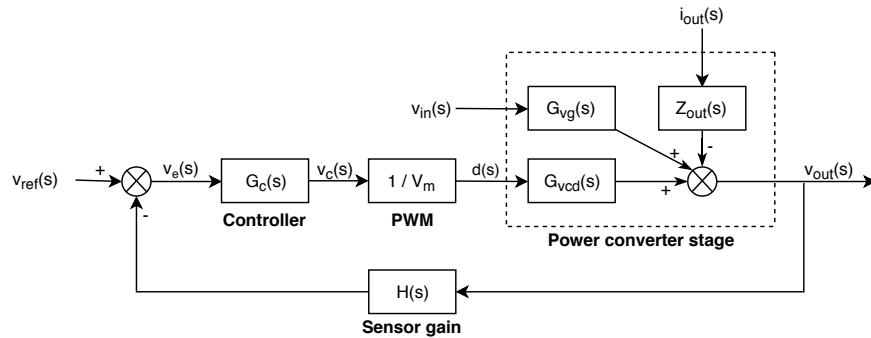 i_out(s)
v_in(s)
G_vg(s)
Z_out(s)
+
-
v_ref(s)
+
v_e(s)
G_c(s)
v_c(s)
1 / V_m
d(s)
G_vcd(s)
+
v_out(s)
-
Controller
PWM
Power converter stage
H(s)
Sensor gain